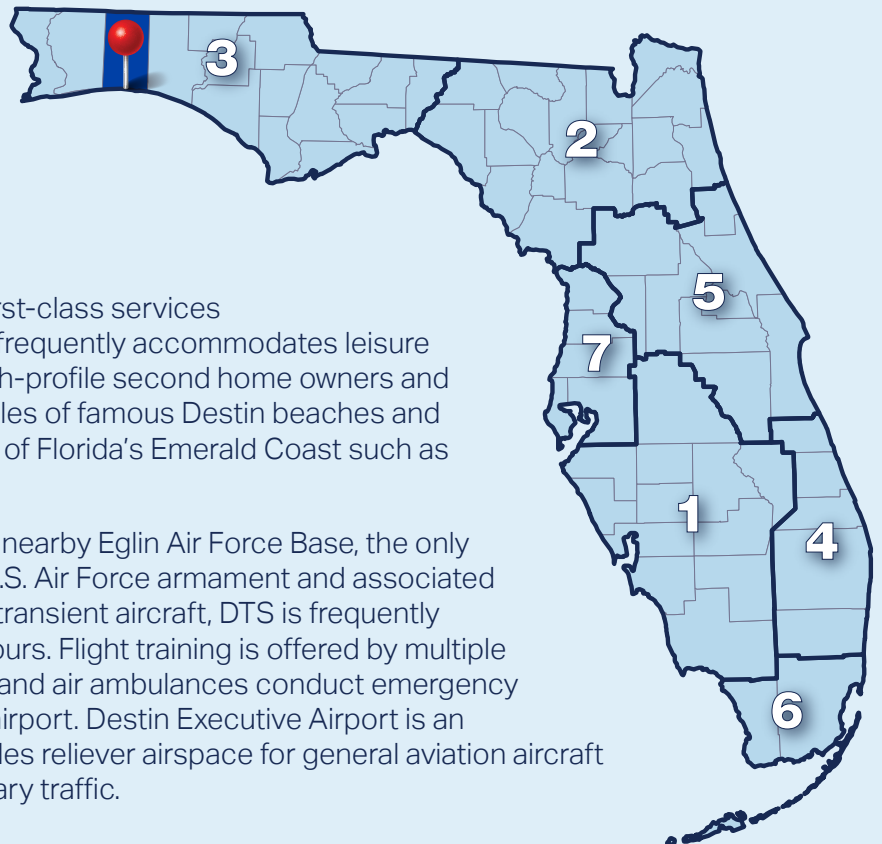 3
2
5
7
1
4
6
rst-class services
frequently accommodates leisure
h-profile second home owners and
les of famous Destin beaches and
of Florida's Emerald Coast such as
nearby Eglin Air Force Base, the only
.S. Air Force armament and associated
transient aircraft, DTS is frequently
ours. Flight training is offered by multiple
and air ambulances conduct emergency
airport. Destin Executive Airport is an
les reliever airspace for general aviation aircraft
ary traffic.